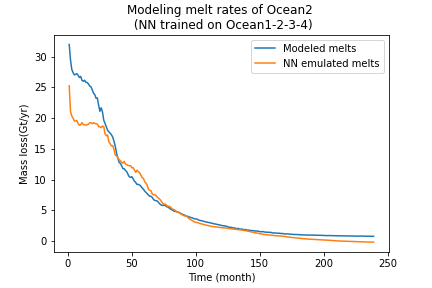 Modeling melt rates of Ocean2
(NN trained on Ocean1-2-3-4)
Modeled melts
NN emulated melts
Mass loss(Gt/yr)
30
25
20
15
10
5
0
0
50
100
150
200
250
Time (month)